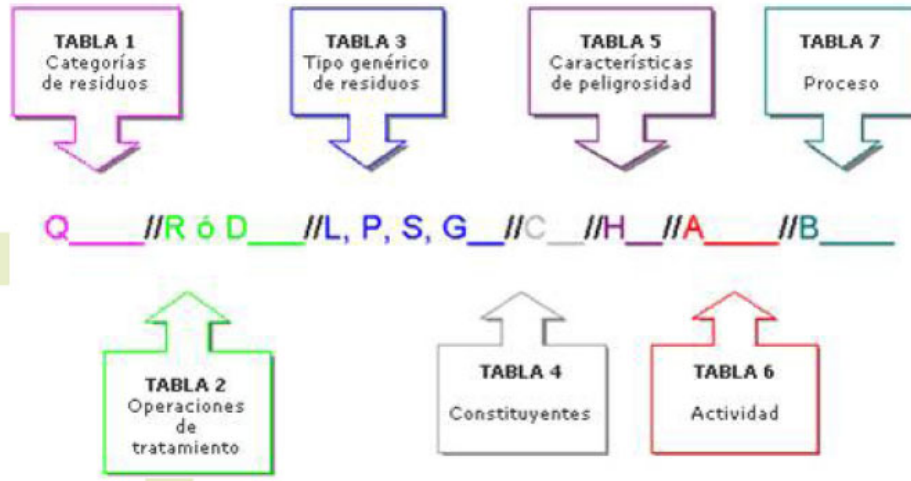 TABLA 1
Categorías
de residuos
TABLA 3
Tipo genérico
de residuos
TABLA 5
Características
de peligrosidad
TABLA 7
Proceso
Q____//R ó D___//L, P, S, G__//C__//H__//A____//B____
TABLA 2
Operaciones
de
tratamiento
TABLA 4
Constituyentes
TABLA 6
Actividad